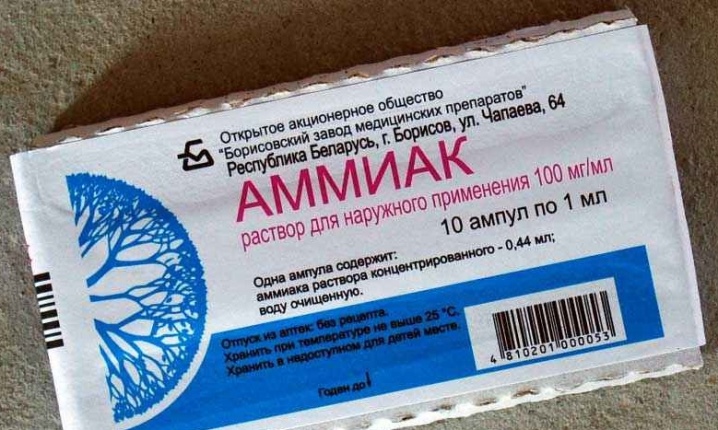 Открытое акционерное общество
"Борисовский завод медицинских препаратов"
Республика Беларусь, г. Борисов, ул. Чапаева, 64
АММИАК
раствор для наружного применения 100 мг/мл
10 ампул по 1 мл
Одна ампула содержит:
аммиака раствора концентрированного - 0,44 мл;
воду очищенную.
Отпуск из аптек: без рецепта.
Хранить при температуре не выше 25 °С.
Хранить в недоступном для детей месте.
Годен до
4 810201 000053